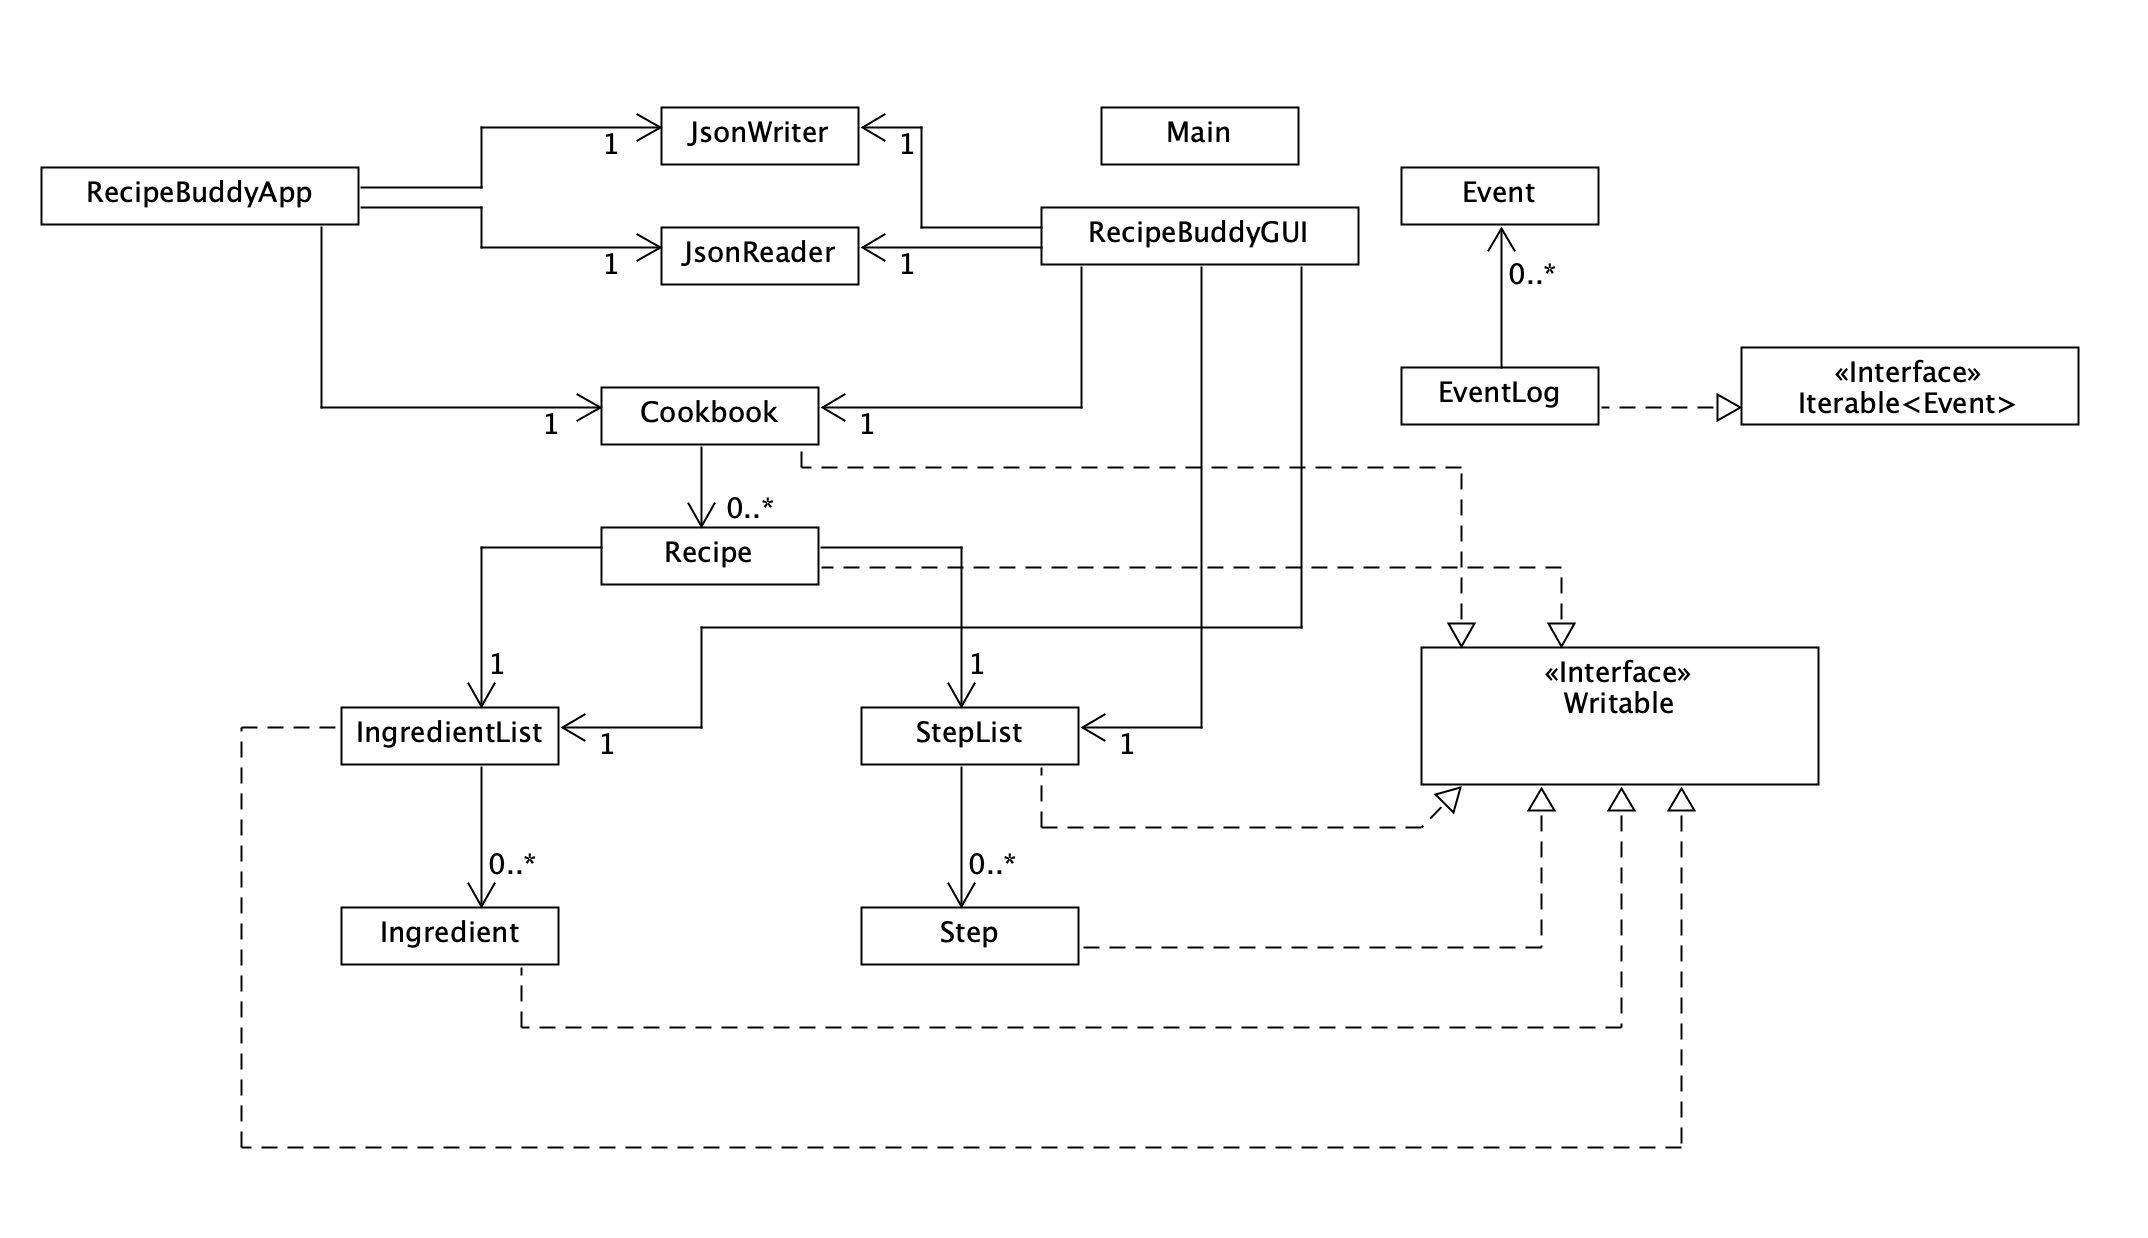 JsonWriter
Main
1
1
RecipeBuddyApp
Event
RecipeBuddyGUI
JsonReader
1
1
0..*
«Interface»
Iterable<Event>
EventLog
Cookbook
1
1
0..*
Recipe
1
1
«Interface»
Writable
IngredientList
1
StepList
1
0..*
0..*
Ingredient
Step